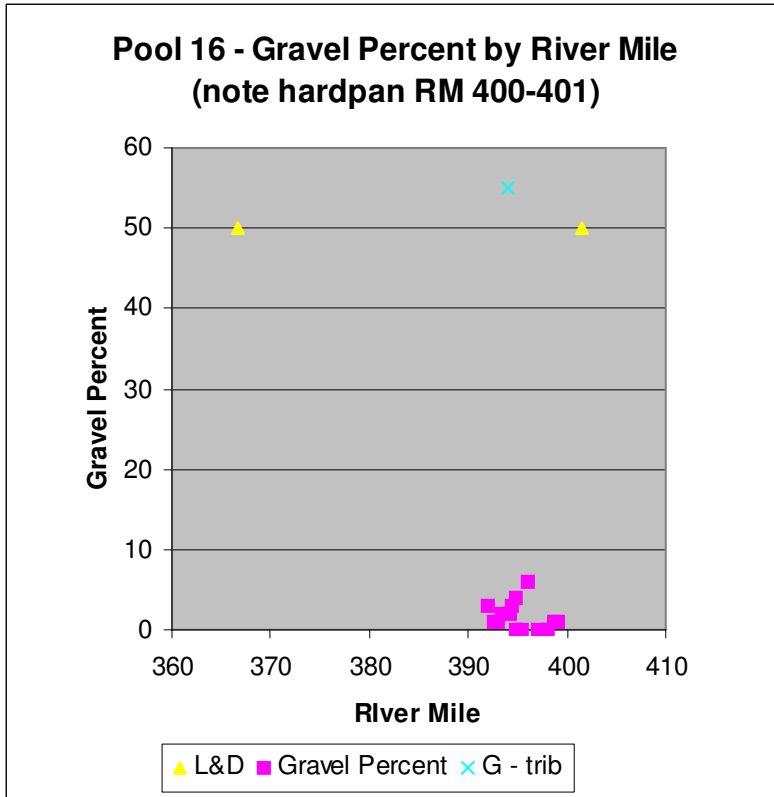 Pool 16 - Gravel Percent by River Mile
(note hardpan RM 400-401)
60
50
40
30
20
10
0
Gravel Percent
360 370 380 390 400 410
RIver Mile
L&D Gravel Percent G - trib